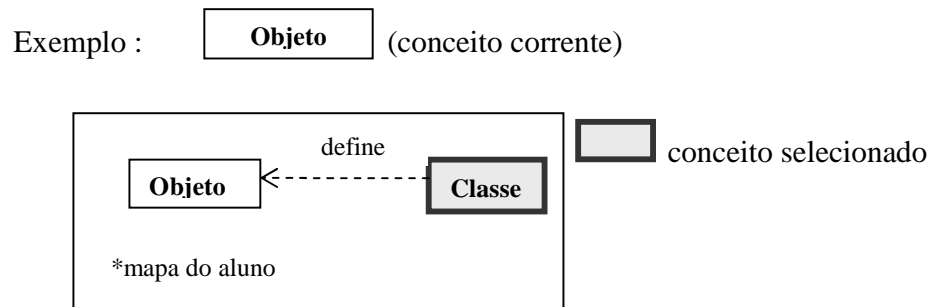 Exemplo : Objeto (conceito corrente)
define
conceito selecionado
Objeto Classe
*mapa do aluno